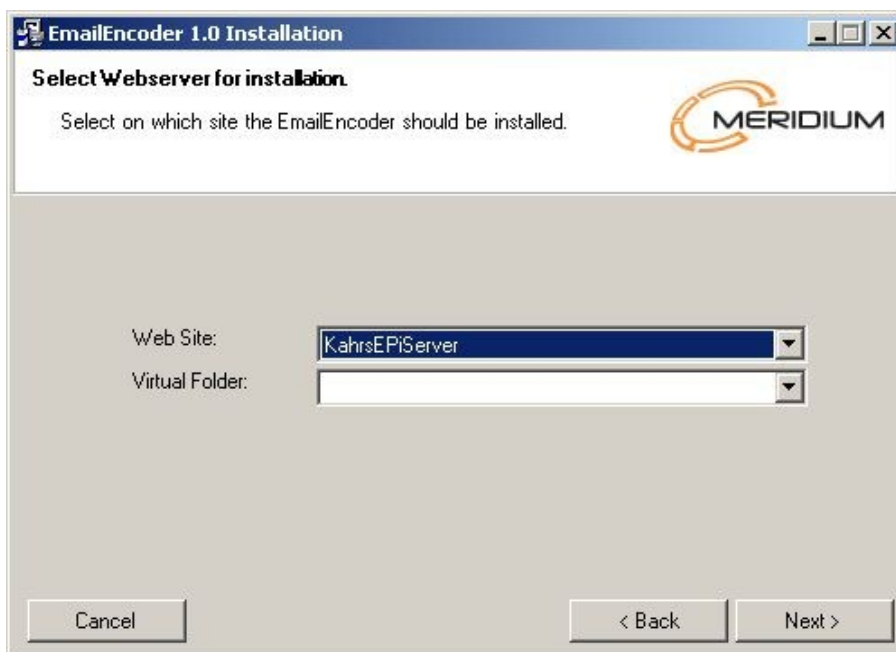 EmailEncoder 1.0 Installation
Select Webserver for installation.
Select on which site the EmailEncoder should be installed.
MERIDIUM
Web Site:
KahrsEPiServer
Virtual Folder:
Cancel
< Back
Next >